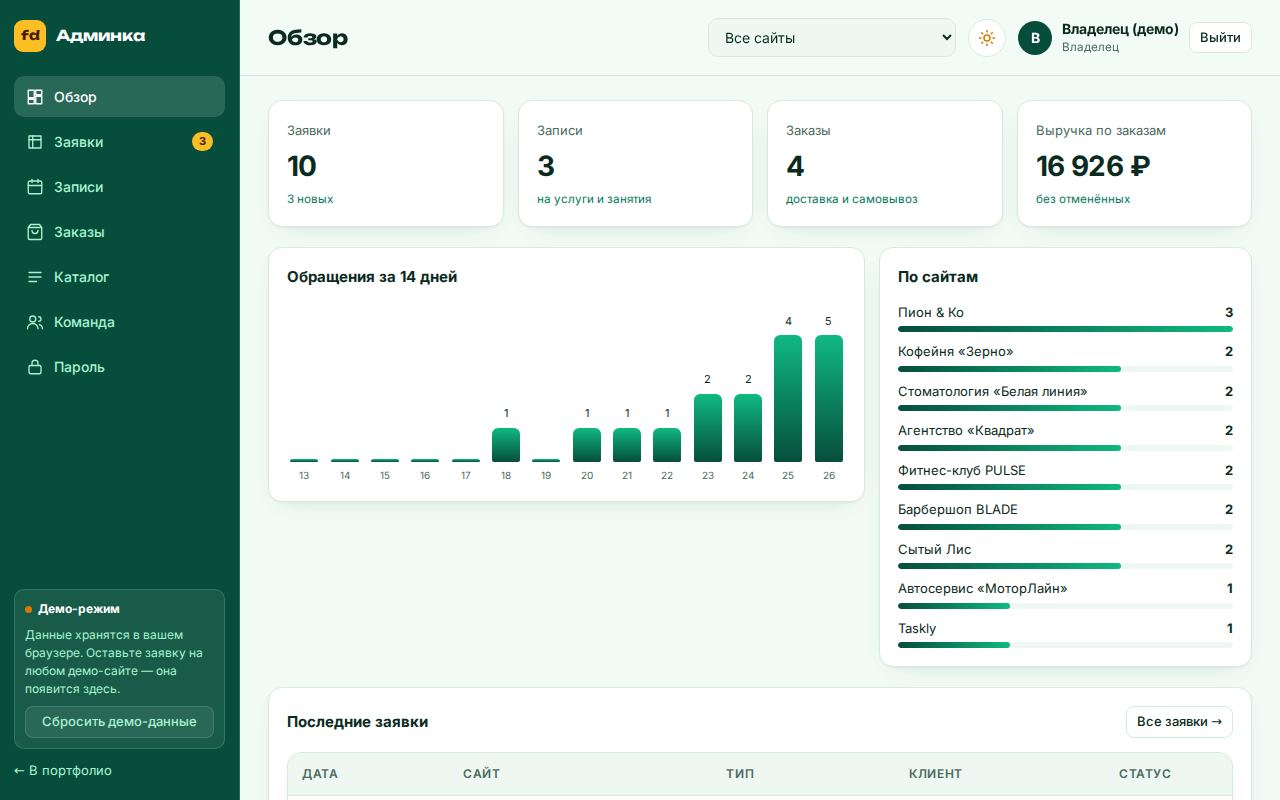 fd Админка
Обзор
Заявки 3
Записи
Заказы
Каталог
Команда
Пароль
Демо-режим
Данные хранятся в вашем
браузере. Оставьте заявку на
любом демо-сайте — она
появится здесь.
Сбросить демо-данные
← В портфолио
Обзор
Все сайты
В
Владелец (демо)
Владелец
Выйти
Заявки
10
3 новых
Записи
3
на услуги и занятия
Заказы
4
доставка и самовывоз
Выручка по заказам
16 926 ₽
без отменённых
Обращения за 14 дней
1 1 1 1 2 2 4 5
13 14 15 16 17 18 19 20 21 22 23 24 25 26
По сайтам
Пион & Ко 3
Кофейня «Зерно» 2
Стоматология «Белая линия» 2
Агентство «Квадрат» 2
Фитнес-клуб PULSE 2
Барбершоп BLADE 2
Сытый Лис 2
Автосервис «МоторЛайн» 1
Taskly 1
Последние заявки
Все заявки →
ДАТА САЙТ ТИП КЛИЕНТ СТАТУС